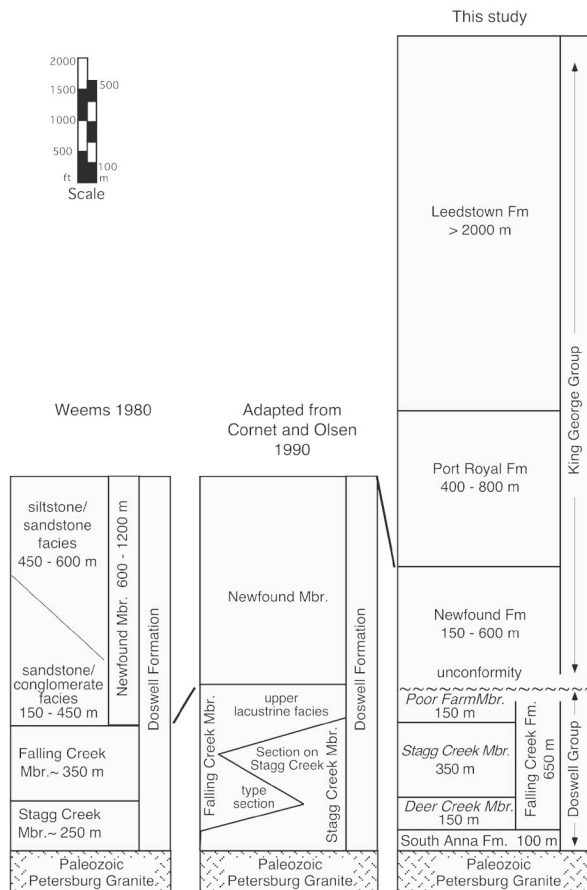 This study
2000
1500
1000
500
ft
500
100
m
Scale
Leedstown Fm
> 2000 m
King George Group
Port Royal Fm
400 - 800 m
Newfound Fm
150 - 600 m
unconformity
Poor FarmMbr.
150 m
Stagg Creek Mbr.
350 m
Deer Creek Mbr.
150 m
Falling Creek Fm.
650 m
South Anna Fm. 100 m
Doswell Group
Paleozoic
Petersburg Granite
Weems 1980
siltstone/
sandstone
facies
450 - 600 m
sandstone/
conglomerate
facies
150 - 450 m
Newfound Mbr. 600 - 1200 m
Doswell Formation
Falling Creek
Mbr.~ 350 m
Stagg Creek
Mbr.~ 250 m
Paleozoic
Petersburg Granite
Adapted from
Cornet and Olsen
1990
Newfound Mbr.
Doswell Formation
upper
lacustrine facies
Falling Creek Mbr.
Section on
Stagg Creek
type
section
Stagg Creek Mbr.
Paleozoic
Petersburg Granite